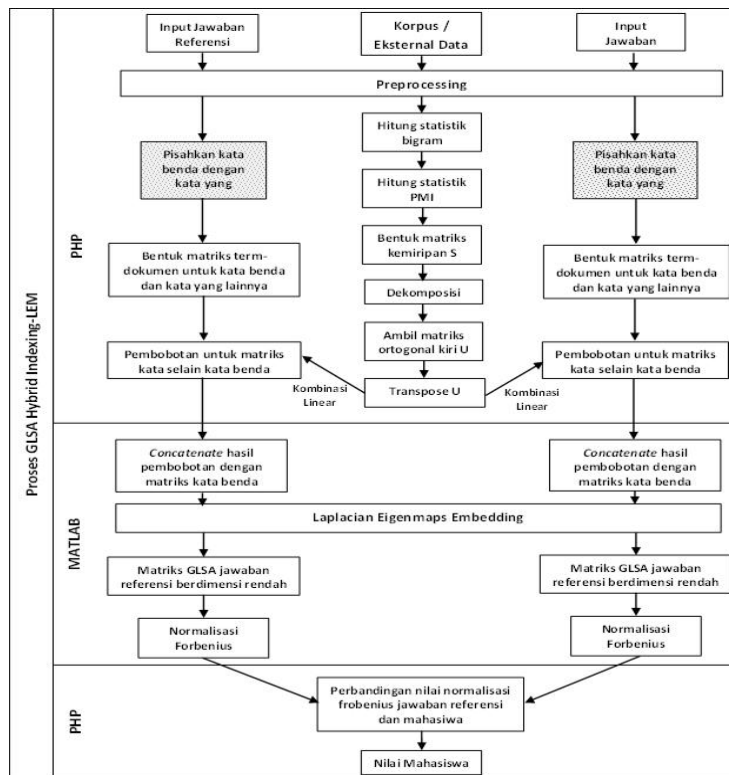 Proses GLSA Hybrid Indexing-LEM
PHP
Input Jawaban
Referensi
Korpus /
Eksternal Data
Input
Jawaban
Preprocessing
Pisahkan kata
benda dengan
kata yang
Hitung statistik
bigram
Pisahkan kata
benda dengan
kata yang
Hitung statistik
PMI
Bentuk matriks term-
dokumen untuk kata benda
dan kata yang lainnya
Bentuk matriks
kemiripan S
Bentuk matriks term-
dokumen untuk kata benda
dan kata yang lainnya
Dekomposisi
Ambil matriks
ortogonal kiri U
Pembobotan untuk matriks
kata selain kata benda
Kombinasi
Linear
Transpose U
Kombinasi
Linear
Pembobotan untuk matriks
kata selain kata benda
MATLAB
Concatenate hasil
pembobotan dengan
matriks kata benda
Concatenate hasil
pembobotan dengan
matriks kata benda
Laplacian Eigenmaps Embedding
Matriks GLSA jawaban
referensi berdimensi rendah
Matriks GLSA jawaban
referensi berdimensi rendah
Normalisasi
Forbenius
Normalisasi
Forbenius
PHP
Perbandingan nilai normalisasi
frobenius jawaban referensi
dan mahasiwa
Nilai Mahasiswa